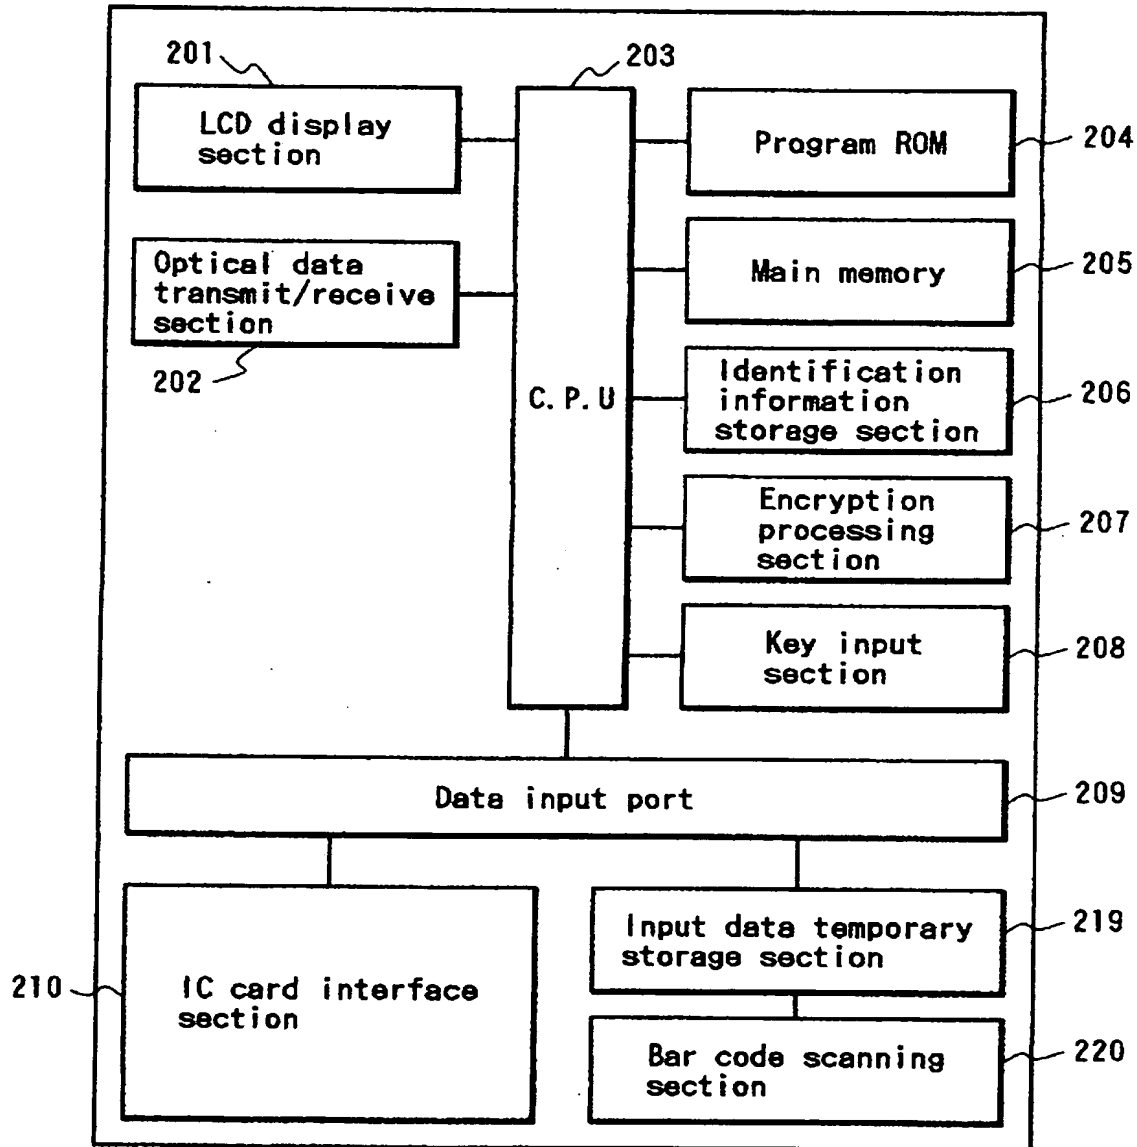 201
203
LCD display
section
Program ROM
204
Optical data
transmit/receive
section
202
Main memory
205
C.P.U
Identification
information
storage section
206
Encryption
processing
section
207
Key input
section
208
Data input port
209
210
IC card interface
section
Input data temporary
storage section
219
Bar code scanning
section
220